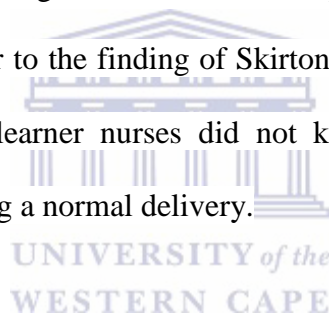 r to the finding of Skirton
learner nurses did not k
g a normal delivery.
UNIVERSITY of the
WESTERN CAPE